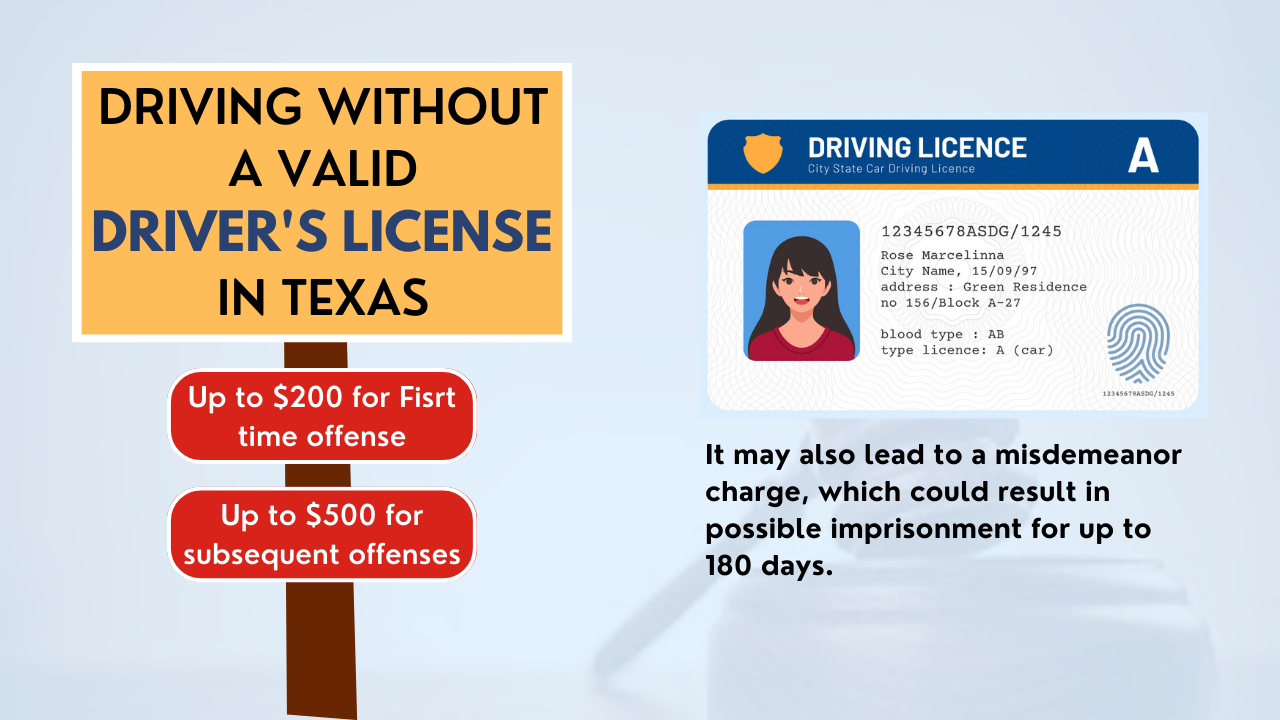 DRIVING WITHOUT
A VALID
DRIVER'S LICENSE
IN TEXAS
Up to $200 for Fisrt
time offense
Up to $500 for
subsequent offenses
DRIVING LICENCE
City State Car Driving Licence
A
12345678ASDG/1245
Rose Marcelinna
City Name, 15/09/97
address : Green Residence
no 156/Block A-27
blood type : AB
type licence: A (car)
12345678ASDG/1245
It may also lead to a misdemeanor
charge, which could result in
possible imprisonment for up to
180 days.